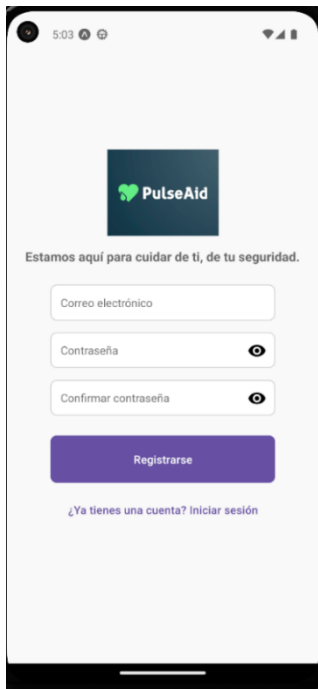 5:03
PulseAid
Estamos aquí para cuidar de ti, de tu seguridad.
Correo electrónico
Contraseña
Confirmar contraseña
Registrarse
¿Ya tienes una cuenta? Iniciar sesión